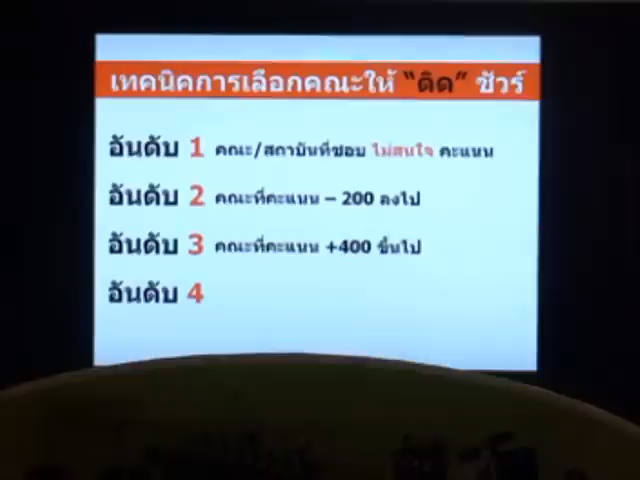 เทคนิคการเลือกคณะให้ “ติด” ชัวร์
อันดับ 1 คณะ/สถาบันที่ชอบ ไม่สนใจ คะแนน
อันดับ 2 คณะที่คะแนน – 200 ลงไป
อันดับ 3 คณะที่คะแนน +400 ขึ้นไป
อันดับ 4